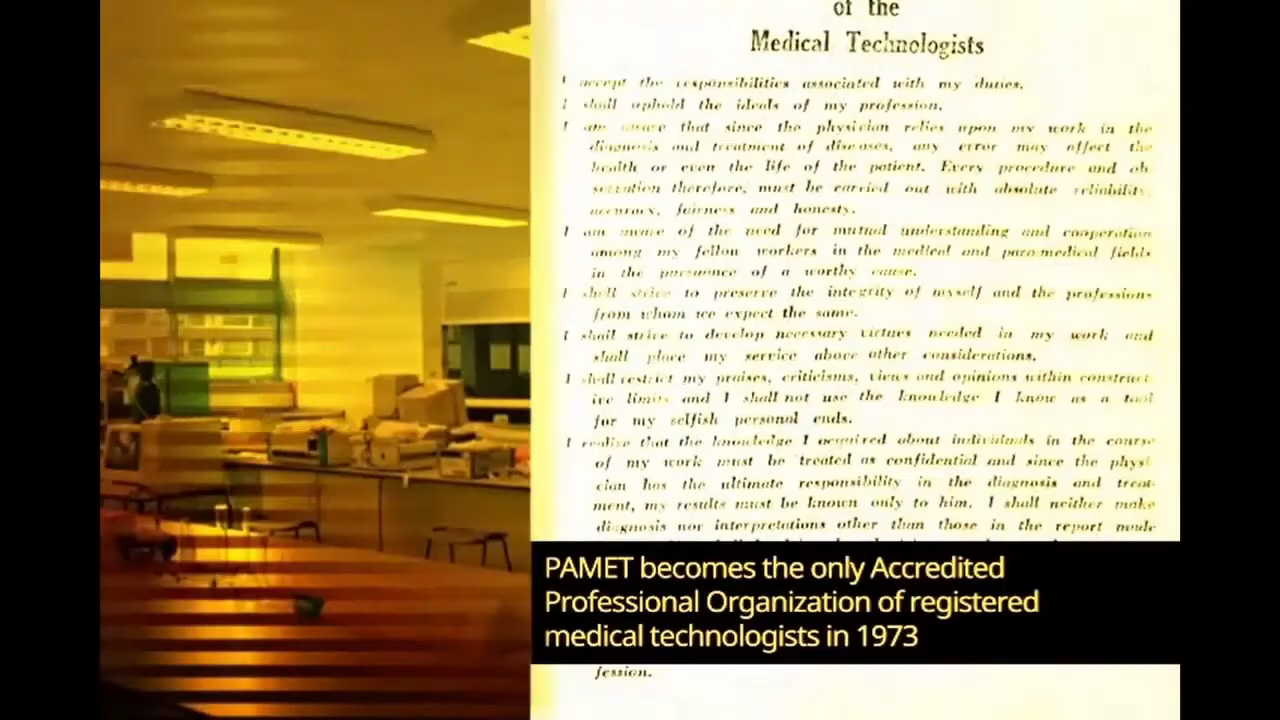 of the
Medical Technologists
I accept the responsibilities associated with my duties.
I shall uphold the ideals of my profession.
I am aware that since the physician relies upon my work in the
diagnosis and treatment of diseases, any error may affect the
health or even the life of the patient. Every procedure and ob-
servation therefore, must be carried out with absolute reliability,
accuracy, fairness and honesty.
I am aware of the need for mutual understanding and cooperation
among my fellow workers in the medical and paramedical fields
in the pursuance of a worthy cause.
I shall strive to preserve the integrity of myself and the professions
from whom we expect the same.
I shall strive to develop necessary virtues needed in my work and
shall place my service above other considerations.
I shall restrict my praises, criticisms, views and opinions within construct-
ive limits and I shall not use the knowledge I know as a tool
for my selfish personal ends.
I realize that the knowledge I acquired about individuals in the course
of my work must be treated as confidential and since the physi-
cian has the ultimate responsibility in the diagnosis and treat-
ment, my results must be known only to him. I shall neither make
diagnosis nor interpretations other than those in the report made
PAMET becomes the only Accredited
Professional Organization of registered
medical technologists in 1973
fession.